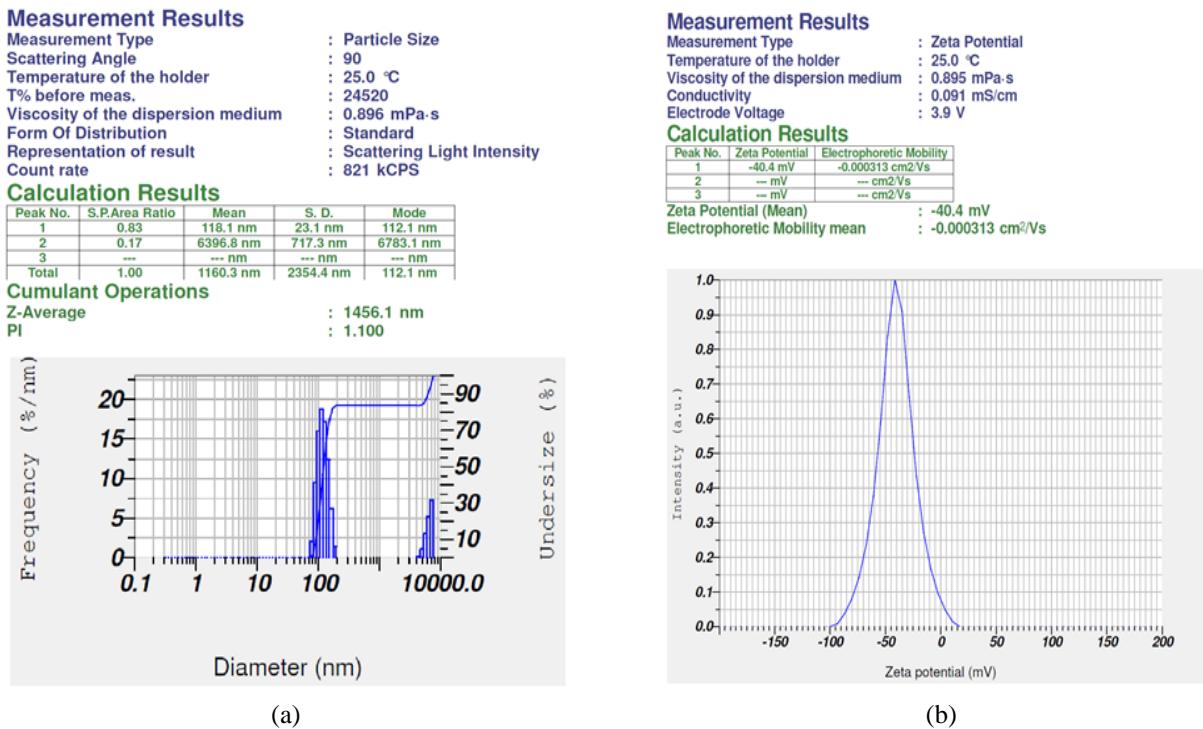 Measurement Results
Measurement Type : Particle Size
Scattering Angle : 90
Temperature of the holder : 25.0 °C
T% before meas. : 24520
Viscosity of the dispersion medium : 0.896 mPa·s
Form Of Distribution : Standard
Representation of result : Scattering Light Intensity
Count rate : 821 kCPS
Calculation Results
Peak No. S.P.Area Ratio Mean S. D. Mode
1 0.83 118.1 nm 23.1 nm 112.1 nm
2 0.17 6396.8 nm 717.3 nm 6783.1 nm
3 --- --- nm --- nm --- nm
Total 1.00 1160.3 nm 2354.4 nm 112.1 nm
Cumulant Operations
Z-Average : 1456.1 nm
PI : 1.100
Frequency (%/nm)
20
15
10
5
0
90
70
50
30
10
Undersize (%)
0.1 1 10 100 10000.0
Diameter (nm)
(a)
Measurement Results
Measurement Type : Zeta Potential
Temperature of the holder : 25.0 °C
Viscosity of the dispersion medium : 0.895 mPa·s
Conductivity : 0.091 mS/cm
Electrode Voltage : 3.9 V
Calculation Results
Peak No. Zeta Potential Electrophoretic Mobility
1 -40.4 mV -0.000313 cm2/Vs
2 --- mV --- cm2/Vs
3 --- mV --- cm2/Vs
Zeta Potential (Mean) : -40.4 mV
Electrophoretic Mobility mean : -0.000313 cm²/Vs
Intensity (a.u.)
1.0
0.9
0.8
0.7
0.6
0.5
0.4
0.3
0.2
0.1
0.0
-150 -100 -50 0 50 100 150 200
Zeta potential (mV)
(b)